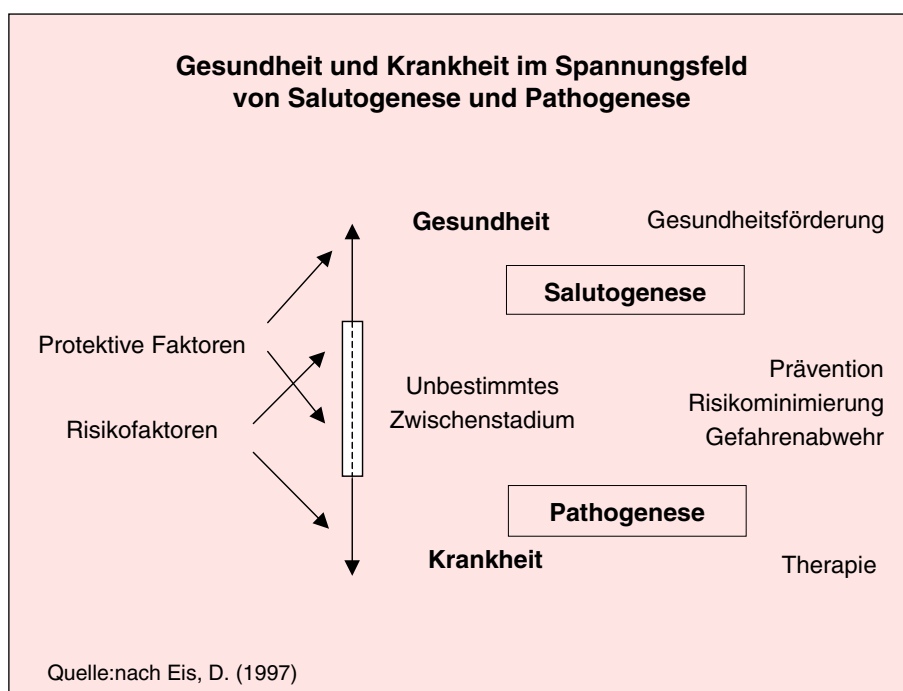 Gesundheit und Krankheit im Spannungsfeld
von Salutogenese und Pathogenese
Gesundheit
Gesundheitsförderung
Salutogenese
Protektive Faktoren
Risikofaktoren
Unbestimmtes
Zwischenstadium
Prävention
Risikominimierung
Gefahrenabwehr
Pathogenese
Krankheit
Therapie
Quelle:nach Eis, D. (1997)